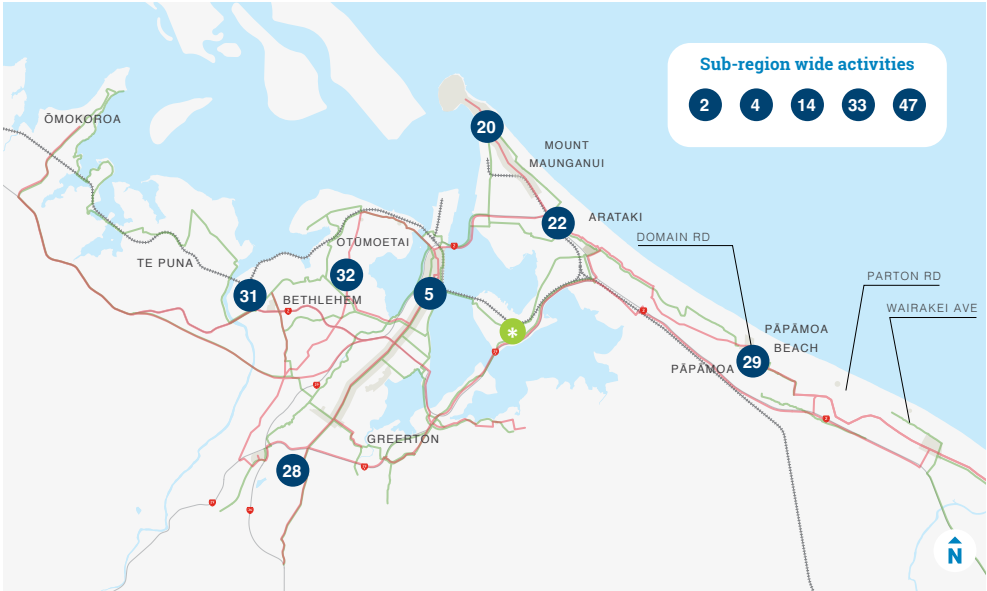 Sub-region wide activities
2 4 14 33 47
ŌMOKOROA
20
MOUNT
MAUNGANUI
22
ARATAKI
DOMAIN RD
OTŪMOETAI
TE PUNA
32
PARTON RD
31
BETHLEHEM
5
WAIRAKEI AVE
*
PĀPĀMOA
BEACH
PĀPĀMOA
29
GREERTON
28
N